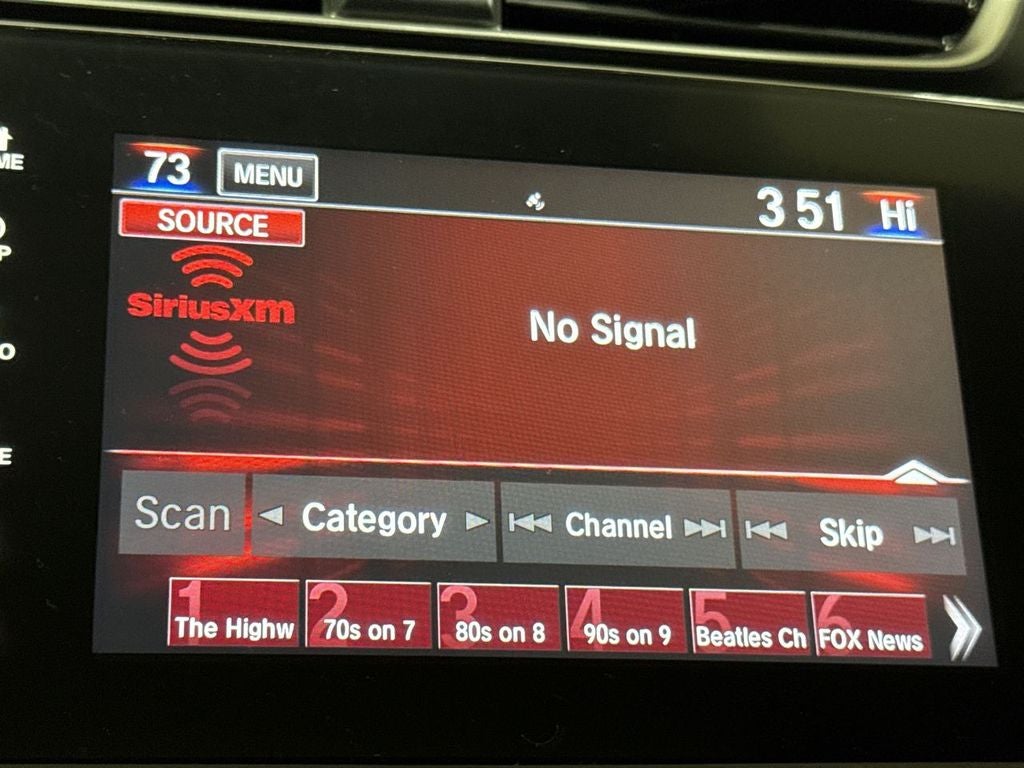 73 MENU 3 51 Hi
SOURCE
SiriusXM
No Signal
Scan Category Channel Skip
1 2 3 4 5 6
The Highw 70s on 7 80s on 8 90s on 9 Beatles Ch FOX News
ME
P
O
E